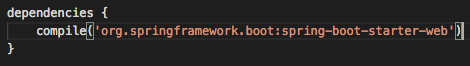 dependencies {
    compile('org.springframework.boot:spring-boot-starter-web')
}